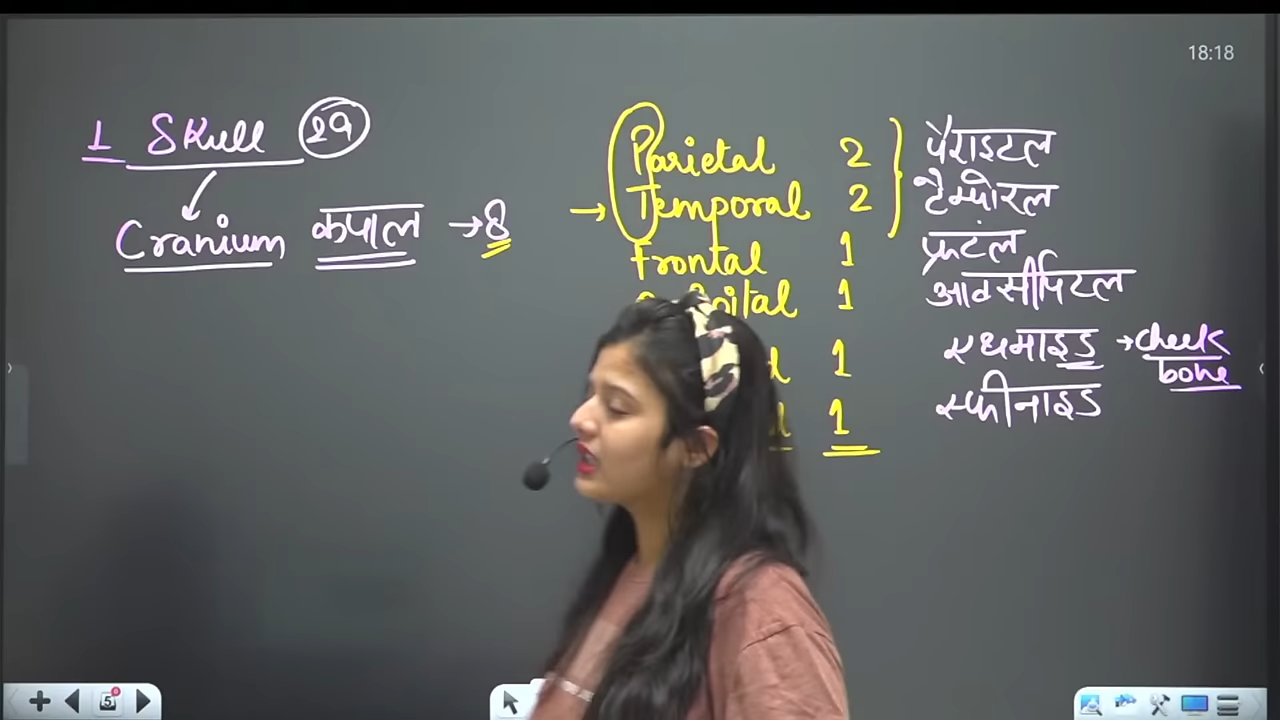 18:18
1 Skull 29
Cranium कपाल → 8
→ Parietal 2 पैराइटल
Temporal 2 टैम्पोरल
Frontal 1 फ्रंटल
1 आक्सीपिटल
1 एथमाइड → cheek bone
1 स्फीनाइड
5